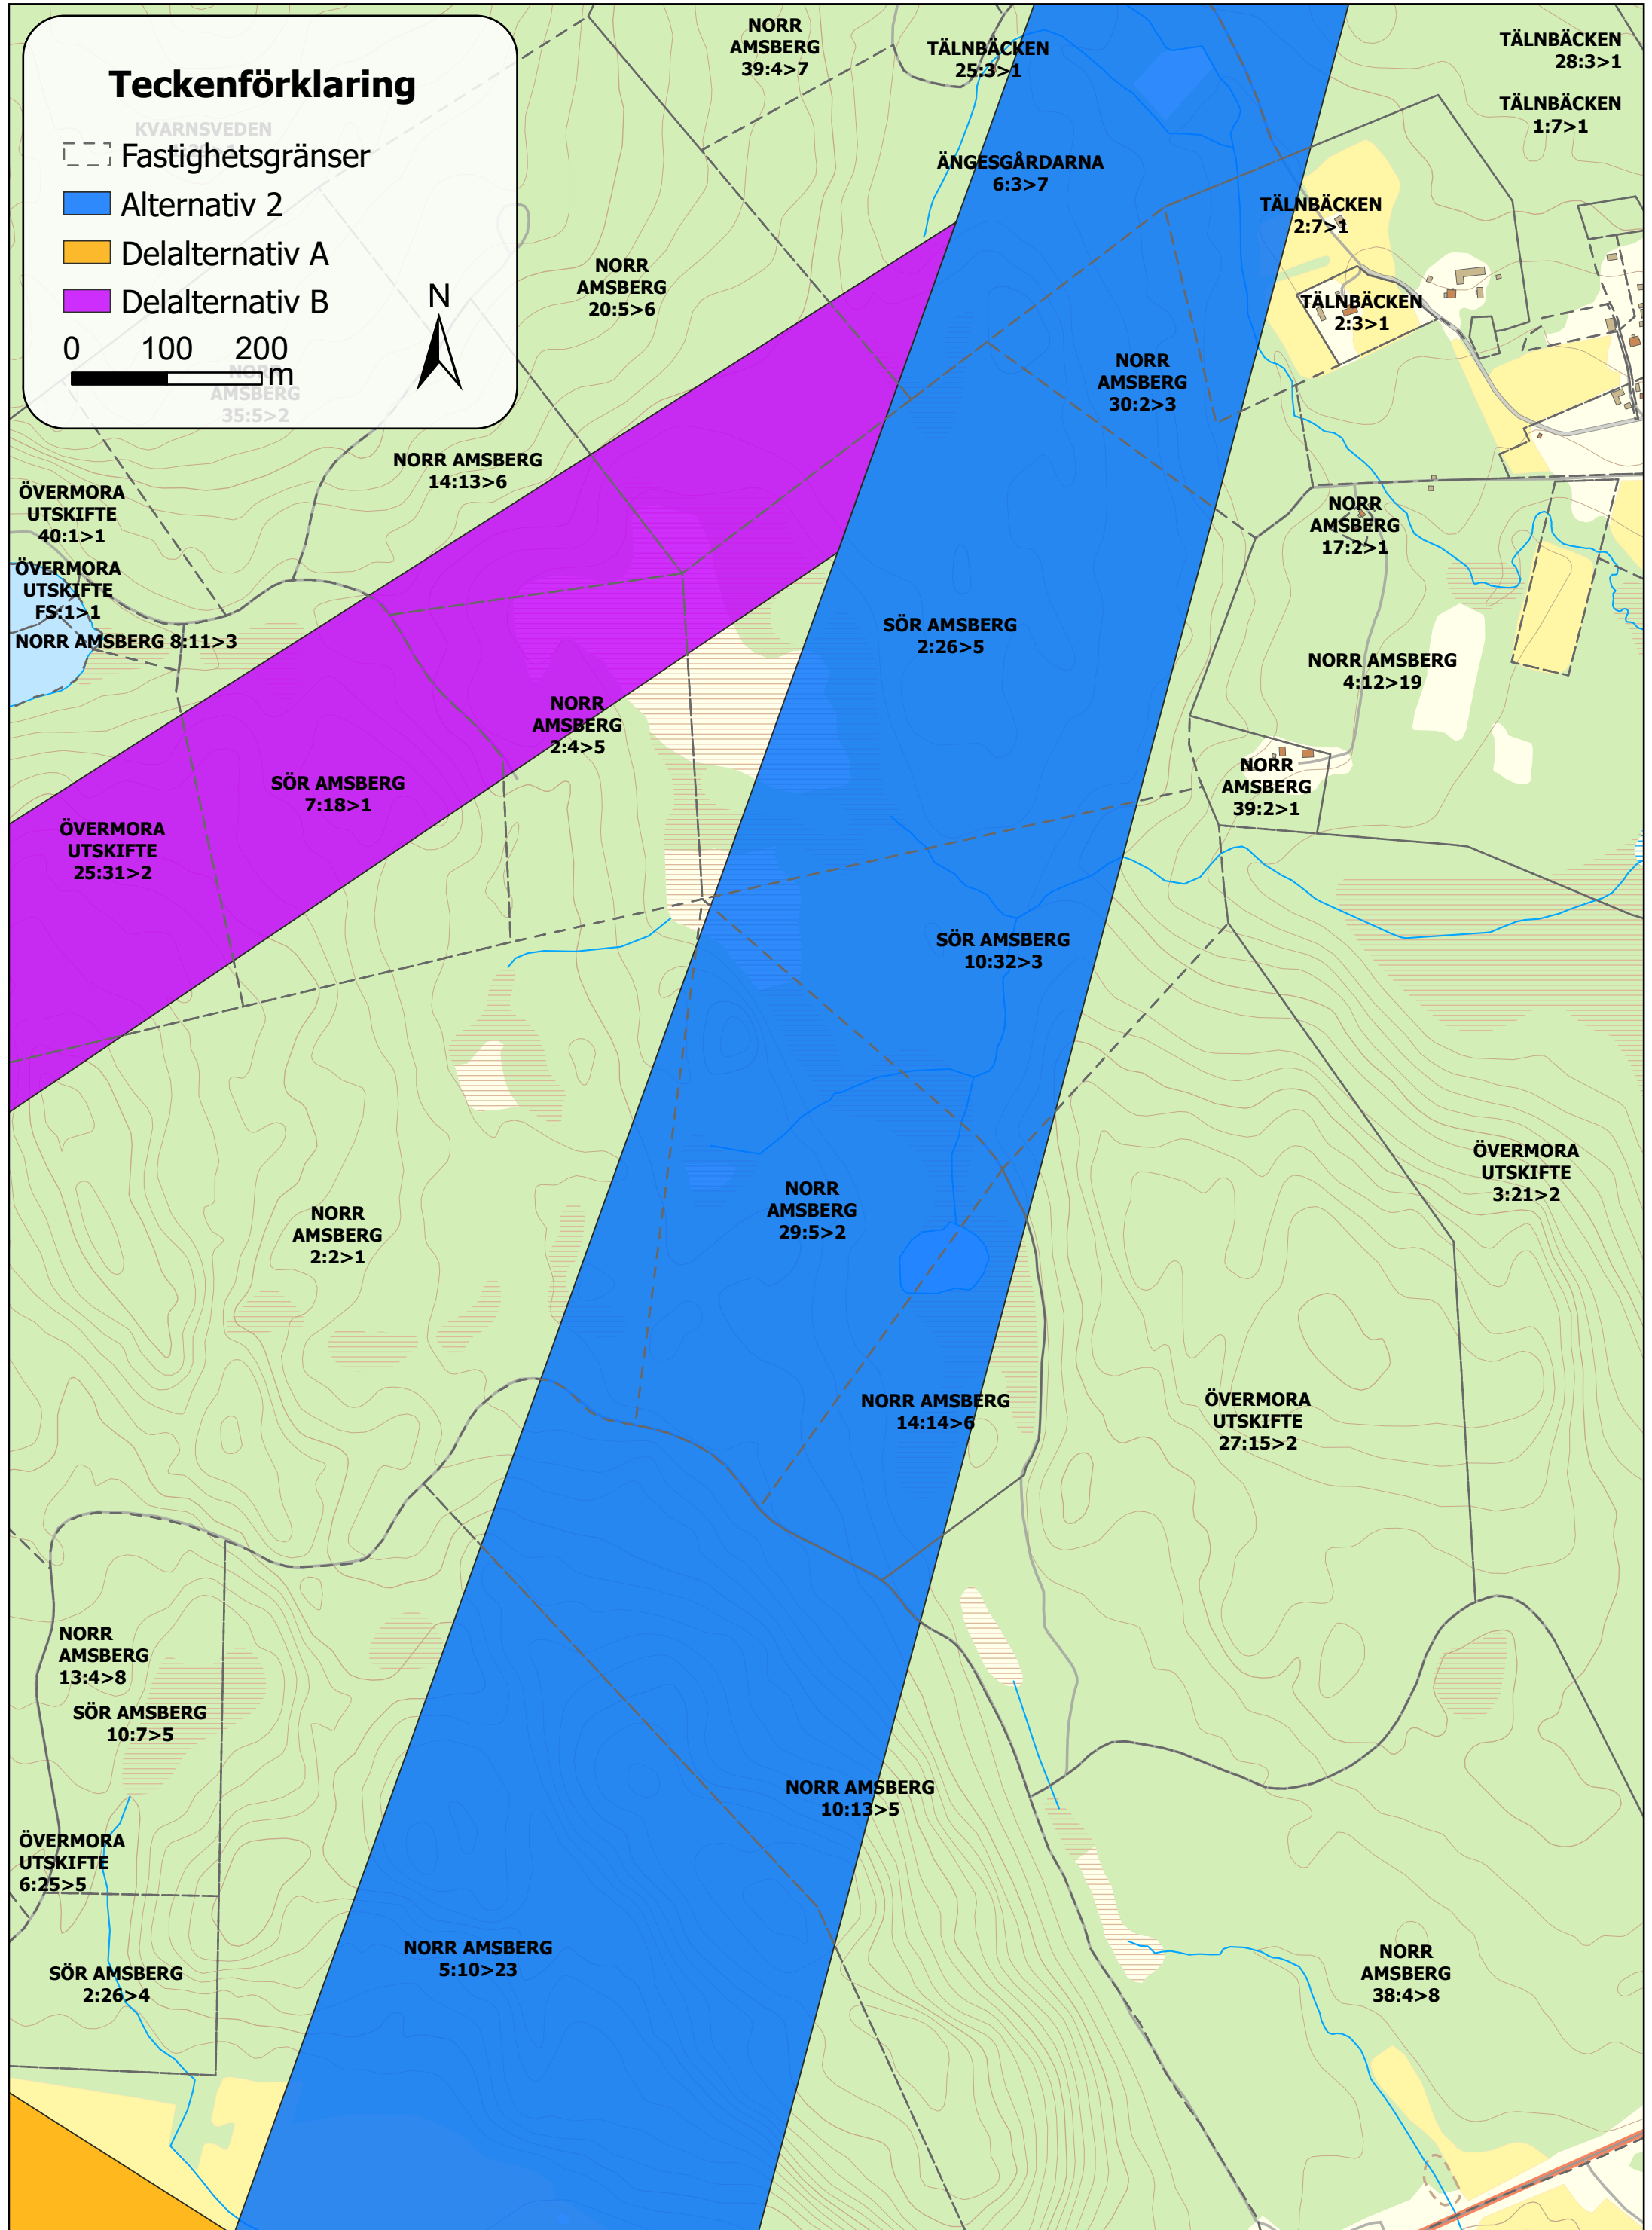 Teckenförklaring
KVARNSVEDEN
Fastighetsgränser
Alternativ 2
Delalternativ A
Delalternativ B
N
0 100 200
m
AMSBERG
35:5>2
NORR
AMSBERG
39:4>7
TÄLNBÄCKEN
25:3>1
TÄLNBÄCKEN
28:3>1
TÄLNBÄCKEN
1:7>1
ÄNGESGÅRDARNA
6:3>7
TÄLNBÄCKEN
2:7>1
NORR
AMSBERG
20:5>6
TÄLNBÄCKEN
2:3>1
NORR
AMSBERG
30:2>3
NORR AMSBERG
14:13>6
ÖVERMORA
UTSKIFTE
40:1>1
NORR
AMSBERG
17:2>1
ÖVERMORA
UTSKIFTE
FS:1>1
NORR AMSBERG 8:11>3
SÖR AMSBERG
2:26>5
NORR AMSBERG
4:12>19
NORR
AMSBERG
2:4>5
SÖR AMSBERG
7:18>1
NORR
AMSBERG
39:2>1
ÖVERMORA
UTSKIFTE
25:31>2
SÖR AMSBERG
10:32>3
ÖVERMORA
UTSKIFTE
3:21>2
NORR
AMSBERG
29:5>2
NORR
AMSBERG
2:2>1
NORR AMSBERG
14:14>6
ÖVERMORA
UTSKIFTE
27:15>2
NORR
AMSBERG
13:4>8
SÖR AMSBERG
10:7>5
NORR AMSBERG
10:13>5
ÖVERMORA
UTSKIFTE
6:25>5
NORR AMSBERG
5:10>23
NORR
AMSBERG
38:4>8
SÖR AMSBERG
2:26>4